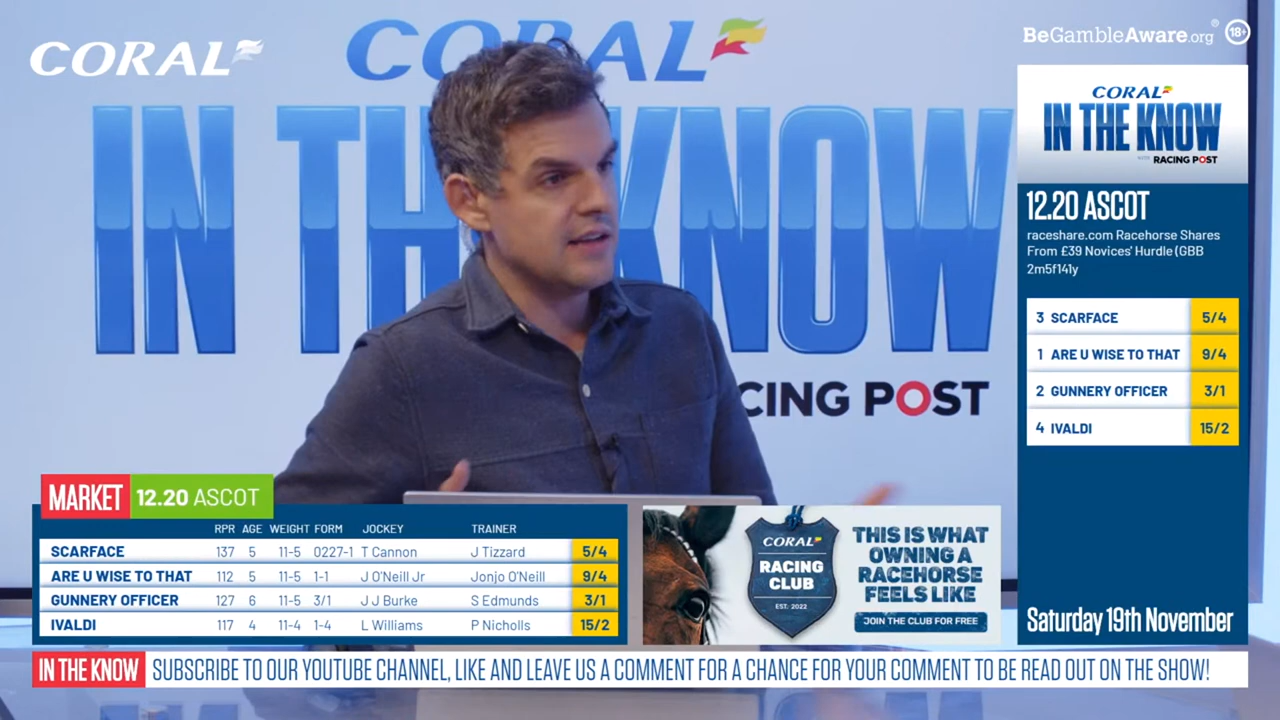 CORAL
CORAL
IN THE KNOW
CING POST
BeGambleAware.org®
18+
CORAL
IN THE KNOW
WITH RACING POST
12.20 ASCOT
raceshare.com Racehorse Shares
From £39 Novices' Hurdle (GBB
2m5f141y
3 SCARFACE 5/4
1 ARE U WISE TO THAT 9/4
2 GUNNERY OFFICER 3/1
4 IVALDI 15/2
Saturday 19th November
MARKET 12.20 ASCOT
RPR AGE WEIGHT FORM JOCKEY TRAINER
SCARFACE 137 5 11-5 0227-1 T Cannon J Tizzard 5/4
ARE U WISE TO THAT 112 5 11-5 1-1 J O'Neill Jr Jonjo O'Neill 9/4
GUNNERY OFFICER 127 6 11-5 3/1 J J Burke S Edmunds 3/1
IVALDI 117 4 11-4 1-4 L Williams P Nicholls 15/2
CORAL
RACING
CLUB
EST. 2022
THIS IS WHAT
OWNING A
RACEHORSE
FEELS LIKE
JOIN THE CLUB FOR FREE
IN THE KNOW SUBSCRIBE TO OUR YOUTUBE CHANNEL, LIKE AND LEAVE US A COMMENT FOR A CHANCE FOR YOUR COMMENT TO BE READ OUT ON THE SHOW!